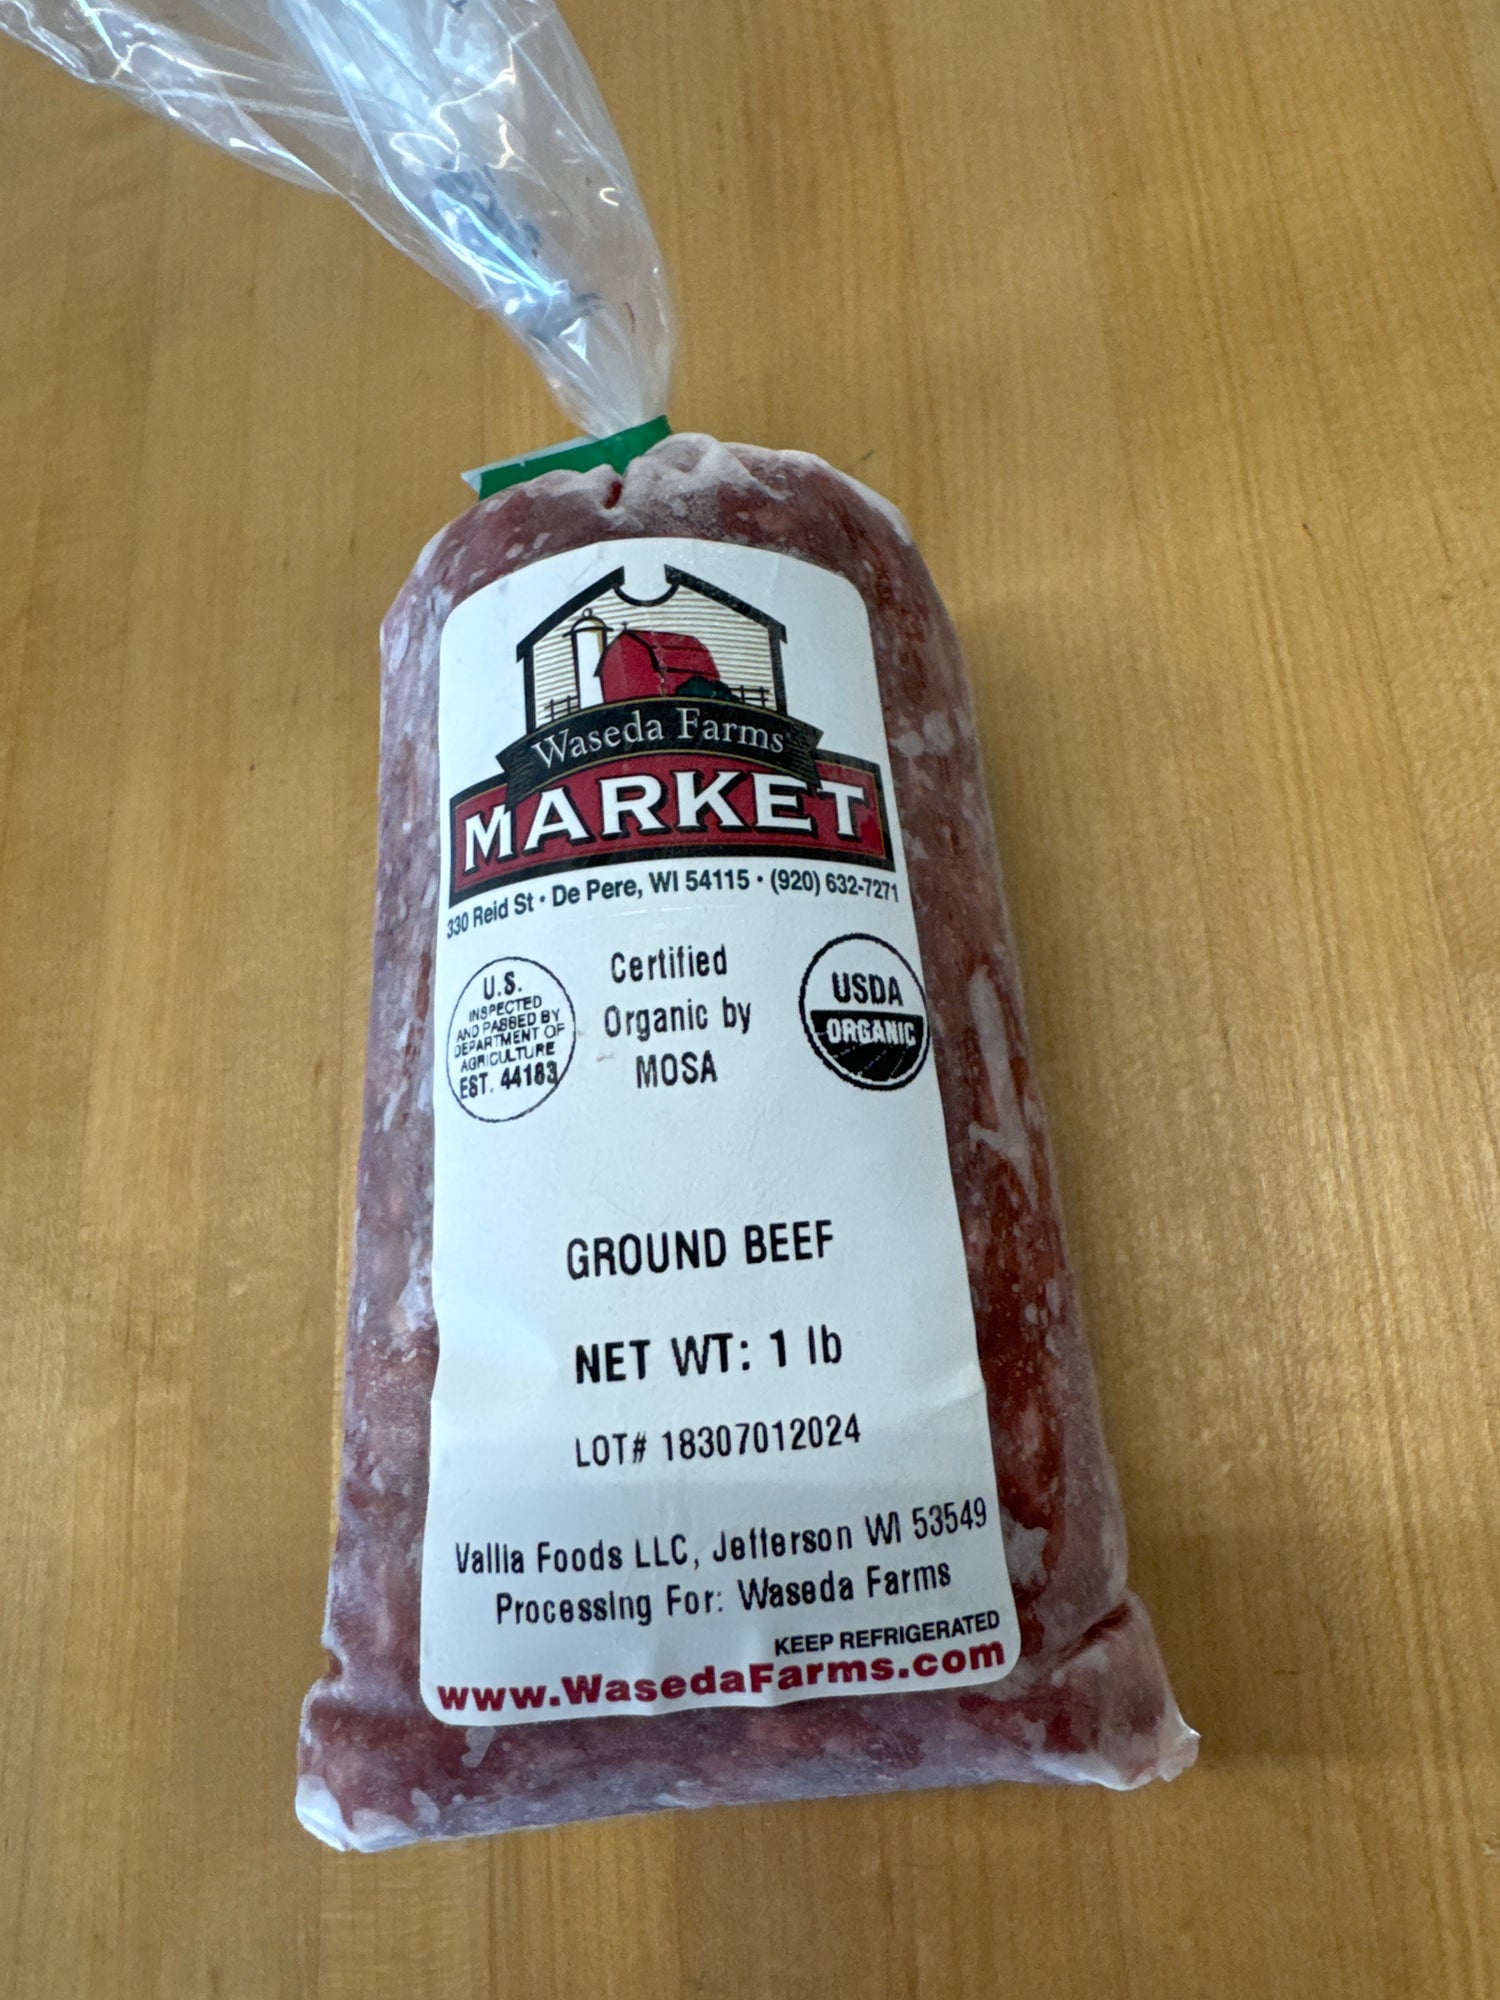 Waseda Farms
MARKET
330 Reid St • De Pere, WI 54115 • (920) 632-7271
U.S.
INSPECTED
AND PASSED BY
DEPARTMENT OF
AGRICULTURE
EST. 44183
Certified
Organic by
MOSA
USDA
ORGANIC
GROUND BEEF
NET WT: 1 lb
LOT# 18307012024
Vallia Foods LLC, Jefferson WI 53549
Processing For: Waseda Farms
KEEP REFRIGERATED
www.WasedaFarms.com